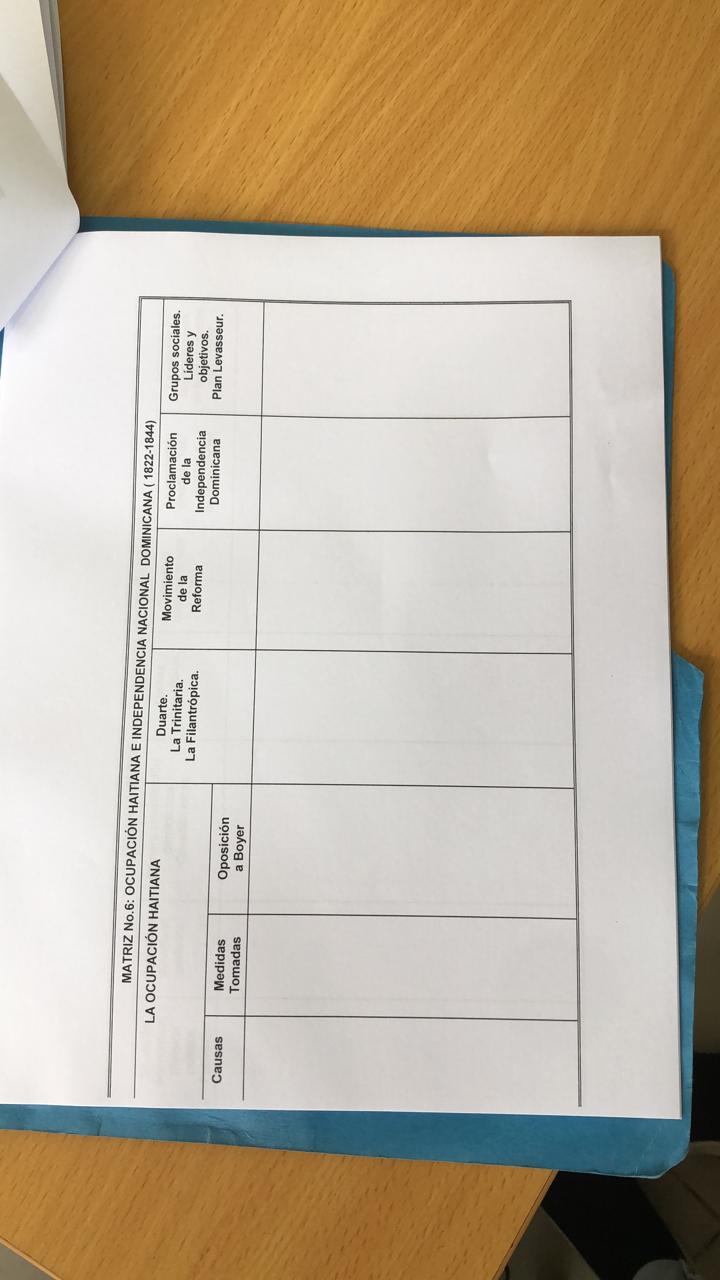 MATRIZ No.6: OCUPACIÓN HAITIANA E INDEPENDENCIA NACIONAL DOMINICANA ( 1822-1844)
LA OCUPACIÓN HAITIANA
Causas
Medidas
Tomadas
Oposición
a Boyer
Duarte.
La Trinitaria.
La Filantrópica.
Movimiento
de la
Reforma
Proclamación
de la
Independencia
Dominicana
Grupos sociales.
Líderes y
objetivos.
Plan Levasseur.